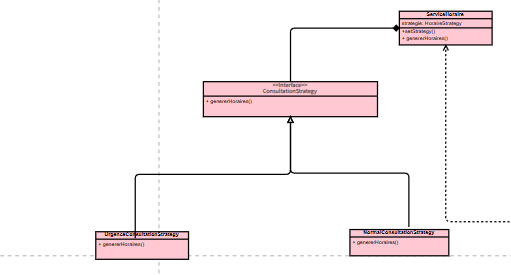 ServiceHoraire
strategie: HoraireStrategy
+setStrategy()
+ genererHoraires()
<<Interface>>
ConsultationStrategy
+ genererHoraires()
UrgenceConsultationStrategy
+ genererHoraires()
NormalConsultationStrategy
+ genererHoraires()